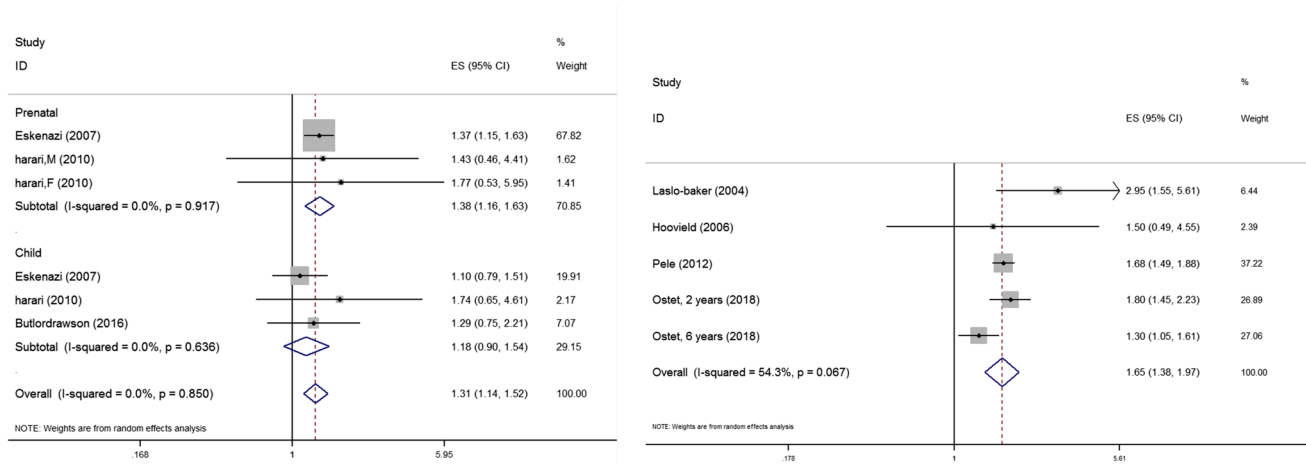 Study %
ID ES (95% CI) Weight
Prenatal
Eskenazi (2007) 1.37 (1.15, 1.63) 67.82
harari,M (2010) 1.43 (0.46, 4.41) 1.62
harari,F (2010) 1.77 (0.53, 5.95) 1.41
Subtotal (I-squared = 0.0%, p = 0.917) 1.38 (1.16, 1.63) 70.85
.
Child
Eskenazi (2007) 1.10 (0.79, 1.51) 19.91
harari (2010) 1.74 (0.65, 4.61) 2.17
Butlordrawson (2016) 1.29 (0.75, 2.21) 7.07
Subtotal (I-squared = 0.0%, p = 0.636) 1.18 (0.90, 1.54) 29.15
.
Overall (I-squared = 0.0%, p = 0.850) 1.31 (1.14, 1.52) 100.00
NOTE: Weights are from random effects analysis
.168 1 5.95
Study %
ID ES (95% CI) Weight
Laslo-baker (2004) 2.95 (1.55, 5.61) 6.44
Hoovield (2006) 1.50 (0.49, 4.55) 2.39
Pele (2012) 1.68 (1.49, 1.88) 37.22
Ostet, 2 years (2018) 1.80 (1.45, 2.23) 26.89
Ostet, 6 years (2018) 1.30 (1.05, 1.61) 27.06
Overall (I-squared = 54.3%, p = 0.067) 1.65 (1.38, 1.97) 100.00
NOTE: Weights are from random effects analysis
.178 1 5.61